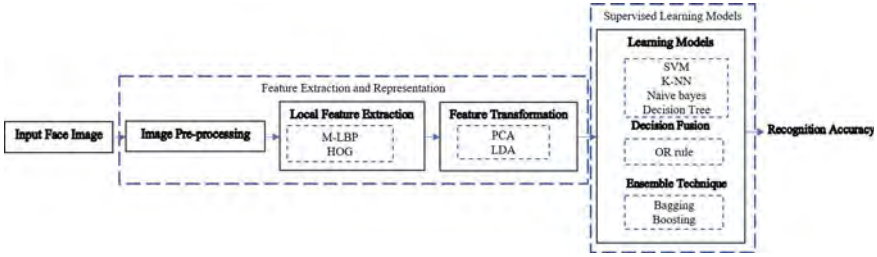 Supervised Learning Models
Learning Models
SVM
K-NN
Naive bayes
Decision Tree
Decision Fusion
OR rule
Ensemble Technique
Bagging
Boosting
Feature Extraction and Representation
Input Face Image
Image Pre-processing
Local Feature Extraction
M-LBP
HOG
Feature Transformation
PCA
LDA
Recognition Accuracy